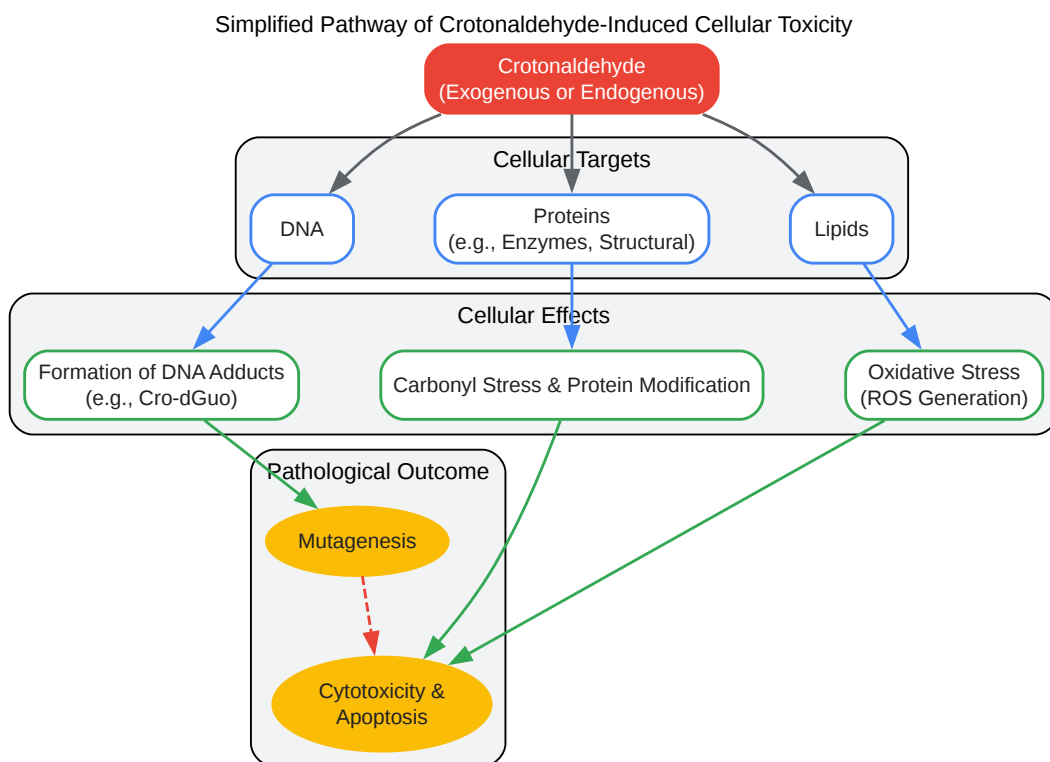 Simplified Pathway of Crotonaldehyde-Induced Cellular Toxicity
Crotonaldehyde
(Exogenous or Endogenous)
Cellular Targets
DNA
Proteins
(e.g., Enzymes, Structural)
Lipids
Cellular Effects
Formation of DNA Adducts
(e.g., Cro-dGuo)
Carbonyl Stress & Protein Modification
Oxidative Stress
(ROS Generation)
Pathological Outcome
Mutagenesis
Cytotoxicity &
Apoptosis